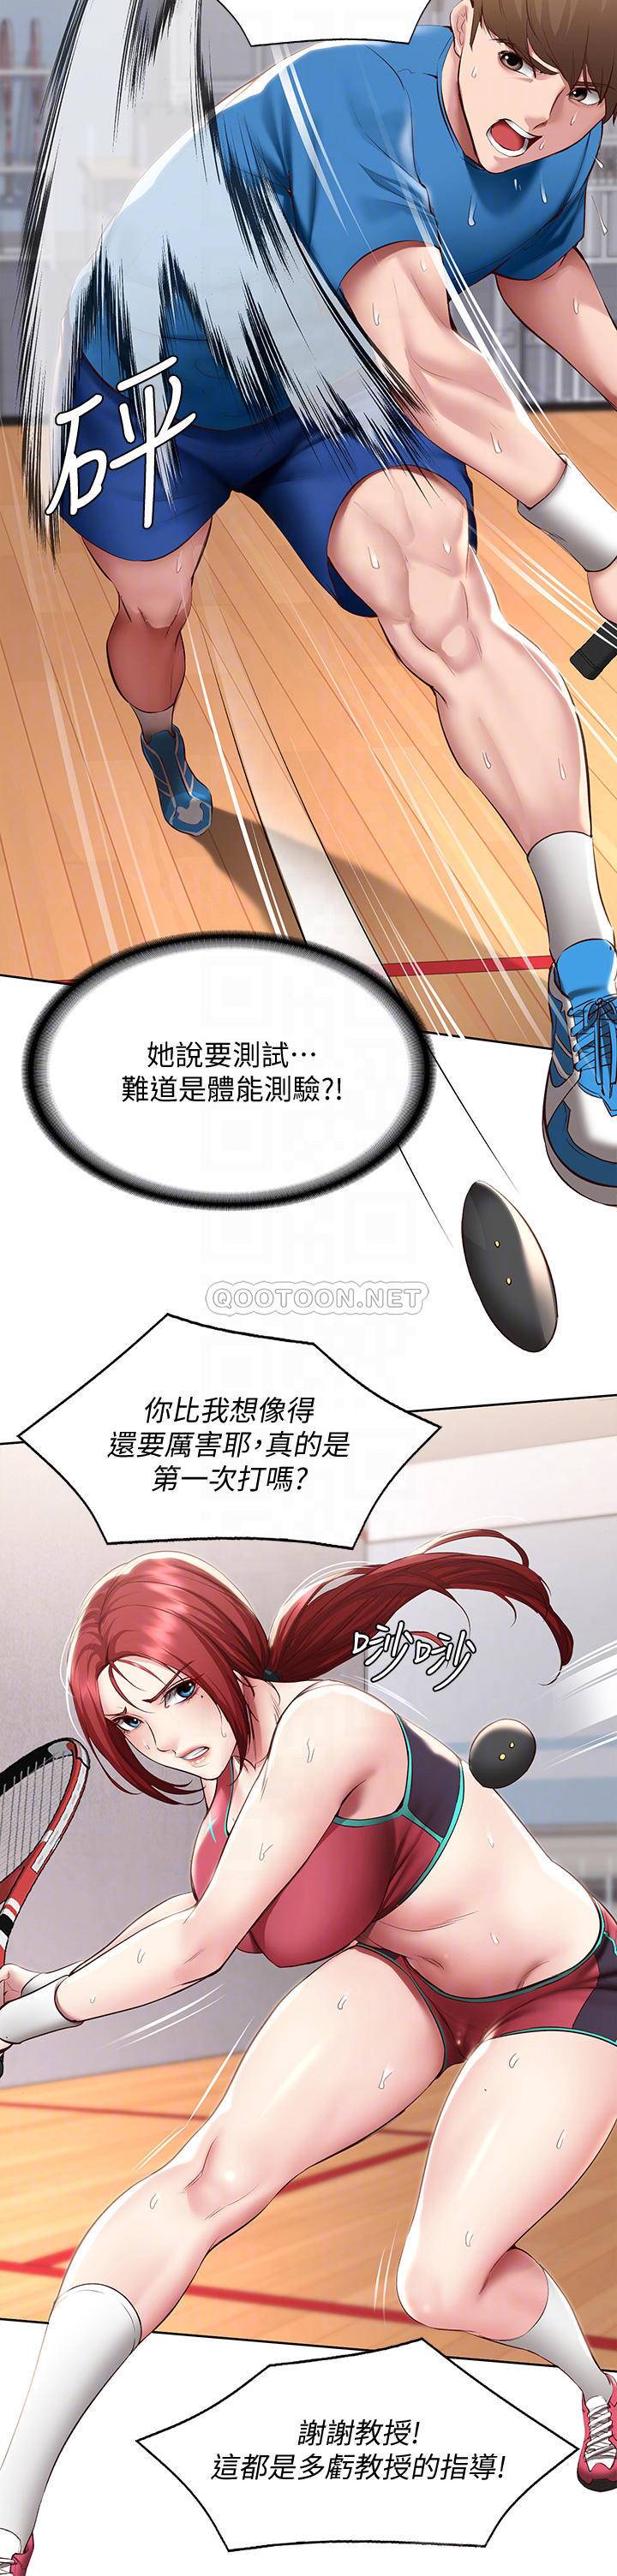 砰
她說要測試…
難道是體能測驗?!
QOOTOON.NET
你比我想像得
還要厲害耶,真的是
第一次打嗎?
唦唦
謝謝教授!
這都是多虧教授的指導!